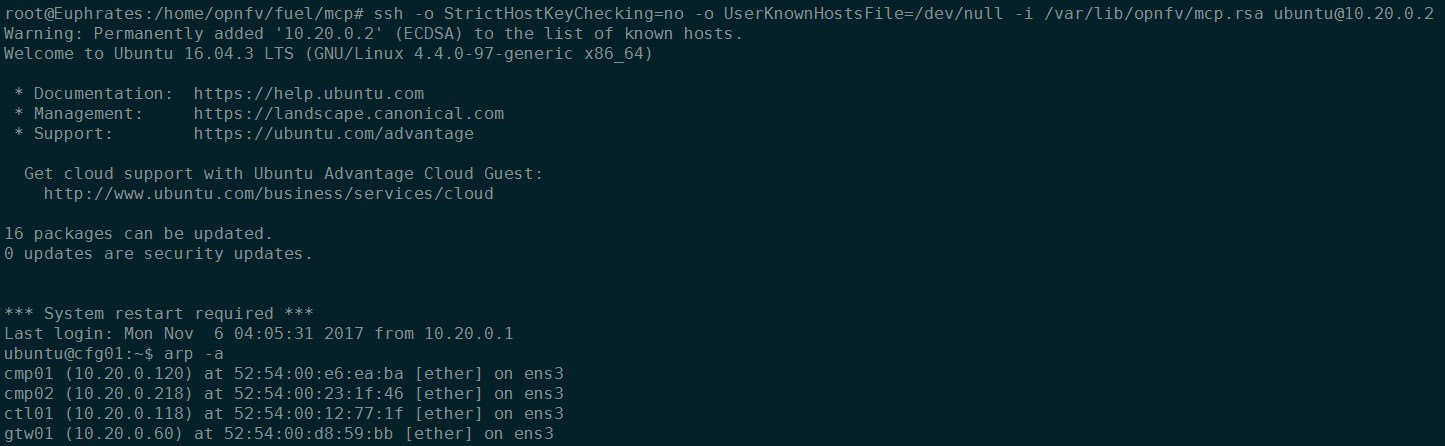 root@Euphrates:/home/opnfv/fuel/mcp# ssh -o StrictHostKeyChecking=no -o UserKnownHostsFile=/dev/null -i /var/lib/opnfv/mcp.rsa ubuntu@10.20.0.2
Warning: Permanently added '10.20.0.2' (ECDSA) to the list of known hosts.
Welcome to Ubuntu 16.04.3 LTS (GNU/Linux 4.4.0-97-generic x86_64)

 * Documentation:  https://help.ubuntu.com
 * Management:     https://landscape.canonical.com
 * Support:        https://ubuntu.com/advantage

  Get cloud support with Ubuntu Advantage Cloud Guest:
    http://www.ubuntu.com/business/services/cloud

16 packages can be updated.
0 updates are security updates.


*** System restart required ***
Last login: Mon Nov  6 04:05:31 2017 from 10.20.0.1
ubuntu@cfg01:~$ arp -a
cmp01 (10.20.0.120) at 52:54:00:e6:ea:ba [ether] on ens3
cmp02 (10.20.0.218) at 52:54:00:23:1f:46 [ether] on ens3
ctl01 (10.20.0.118) at 52:54:00:12:77:1f [ether] on ens3
gtw01 (10.20.0.60) at 52:54:00:d8:59:bb [ether] on ens3